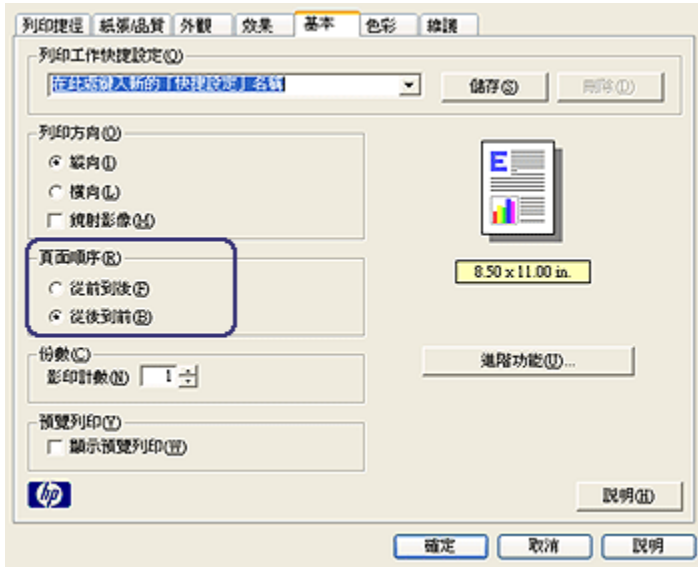 列印捷徑 紙張/品質 外觀 效果 基本 色彩 維護
列印工作快捷設定(Q)
在此處鍵入新的「快捷設定」名稱
儲存(S) 刪除(D)
列印方向(O)
縱向(I)
橫向(L)
鏡射影像(M)
E
8.50 x 11.00 in.
頁面順序(R)
從前到後(F)
從後到前(B)
份數(C)
影印計數(N) 1
進階功能(U)...
預覽列印(Y)
顯示預覽列印(W)
hp
說明(H)
確定 取消 說明